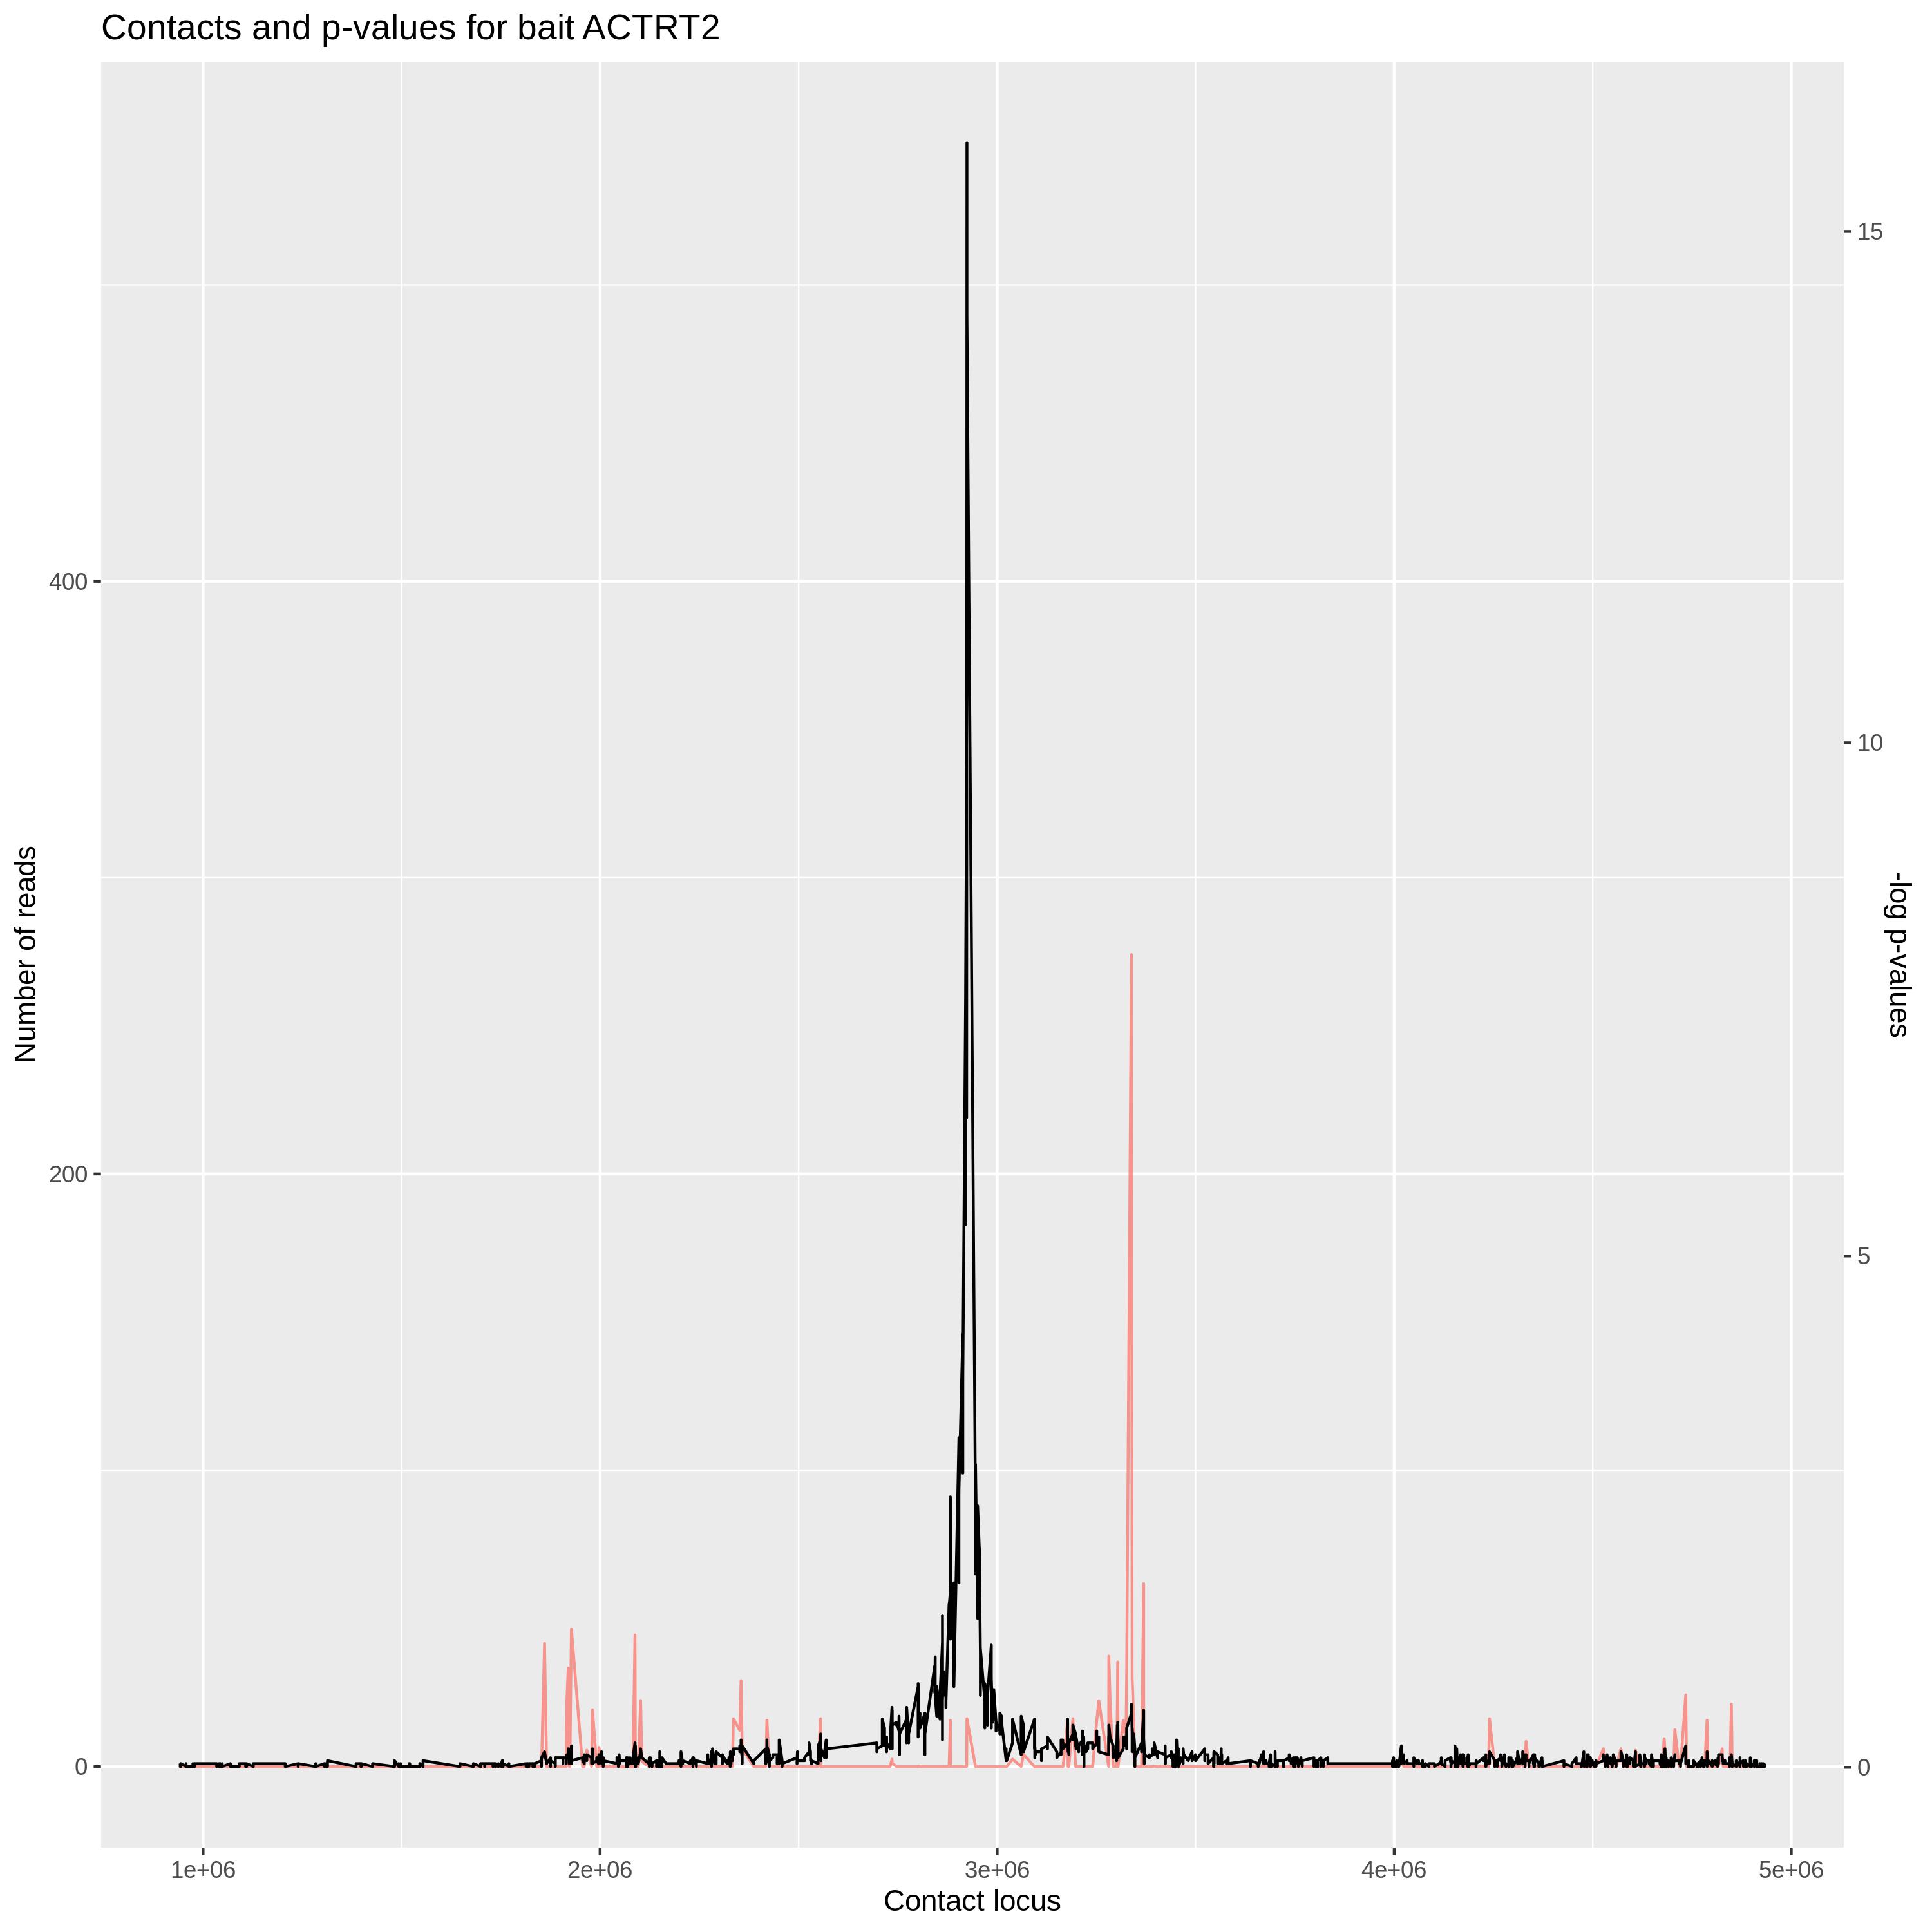 Contacts and p-values for bait ACTRT2
Number of reads
400
200
0
15
10
5
0
-log p-values
1e+06 2e+06 3e+06 4e+06 5e+06
Contact locus